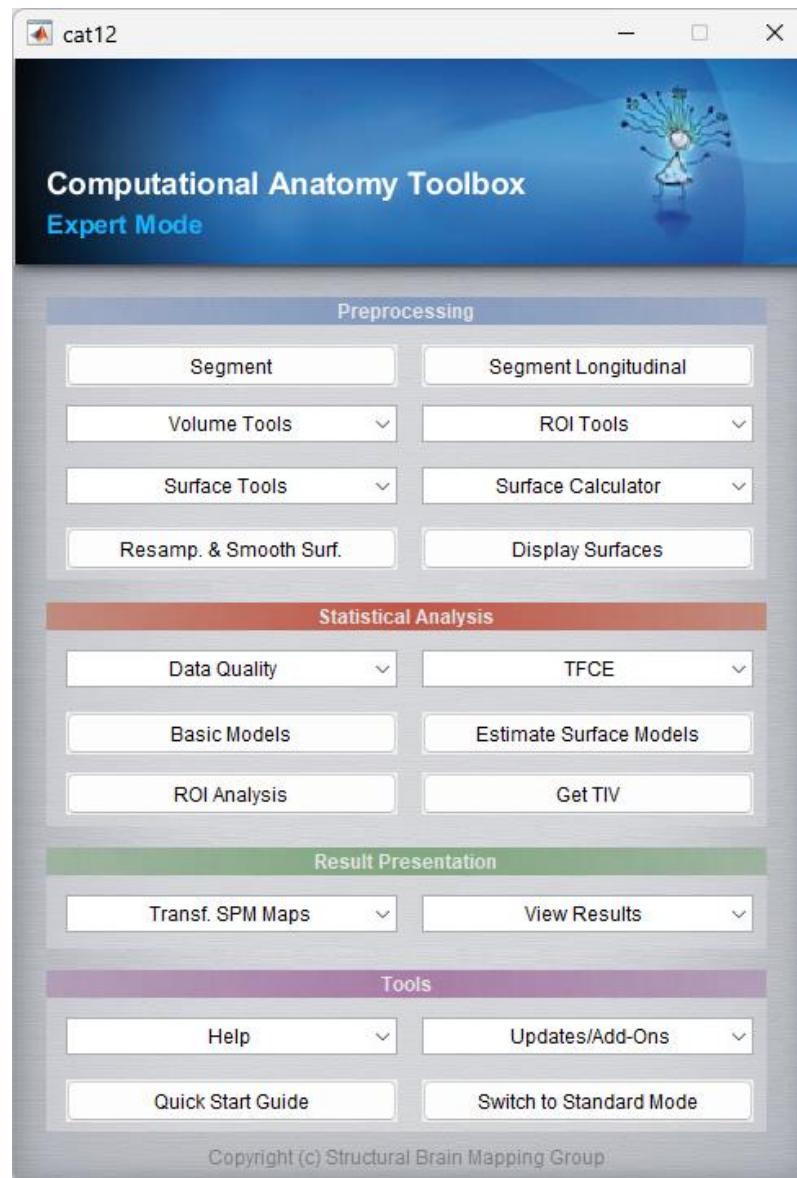 cat12
Computational Anatomy Toolbox
Expert Mode
Preprocessing
Segment
Segment Longitudinal
Volume Tools
ROI Tools
Surface Tools
Surface Calculator
Resamp. & Smooth Surf.
Display Surfaces
Statistical Analysis
Data Quality
TFCE
Basic Models
Estimate Surface Models
ROI Analysis
Get TIV
Result Presentation
Transf. SPM Maps
View Results
Tools
Help
Updates/Add-Ons
Quick Start Guide
Switch to Standard Mode
Copyright (c) Structural Brain Mapping Group